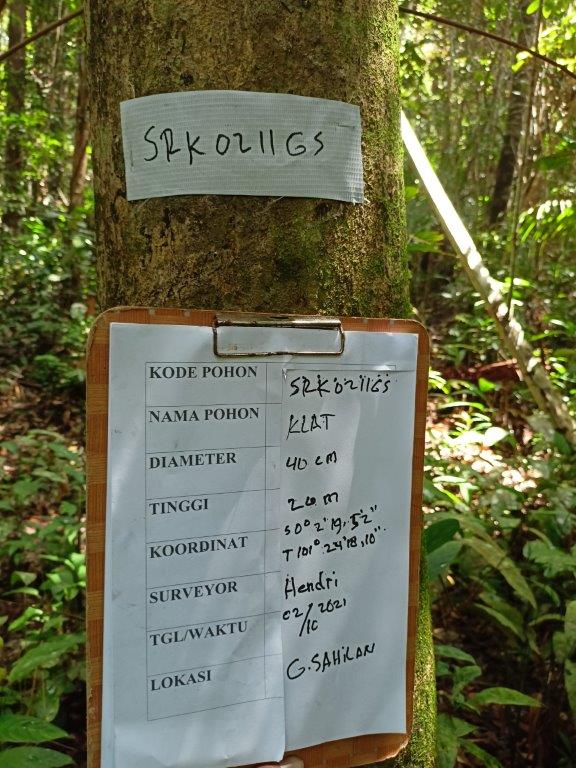 SRK0211GS
KODE POHON SRK0211GS
NAMA POHON KLAT
DIAMETER 40 cm
TINGGI 20 m
KOORDINAT S 0° 2' 19, 52"
T 101°. 24' 18, 10".
SURVEYOR Hendri
TGL/WAKTU 02/2021
/10
LOKASI G.SAHILAN